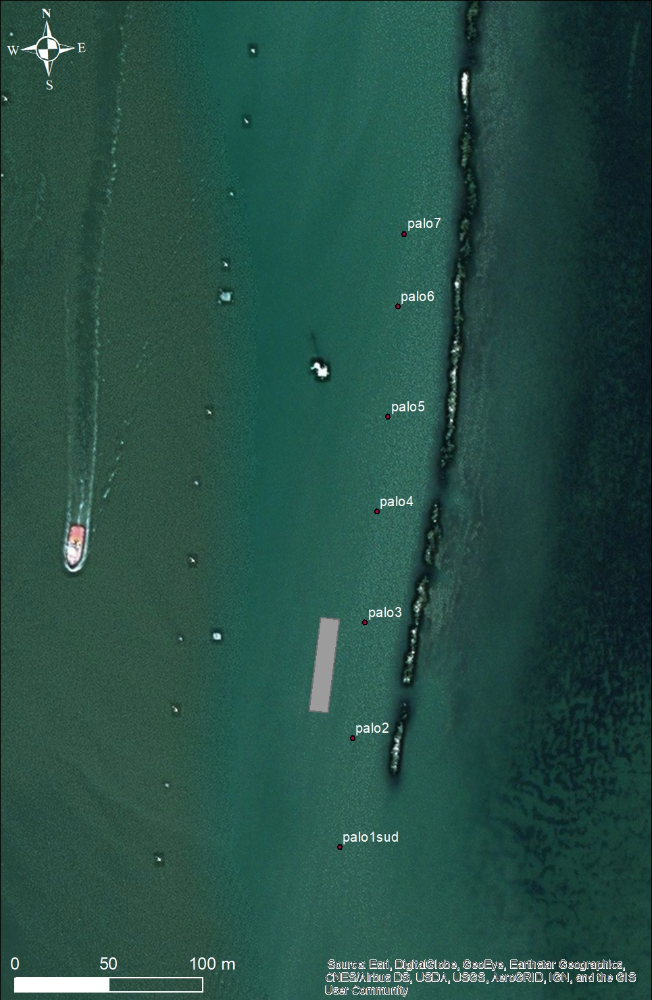 N
W E
S
palo7
palo6
palo5
palo4
palo3
palo2
palo1sud
0 50 100 m
Source: Esri, DigitalGlobe, GeoEye, Earthstar Geographics,
CNES/Airbus DS, USDA, USGS, AeroGRID, IGN, and the GIS
User Community